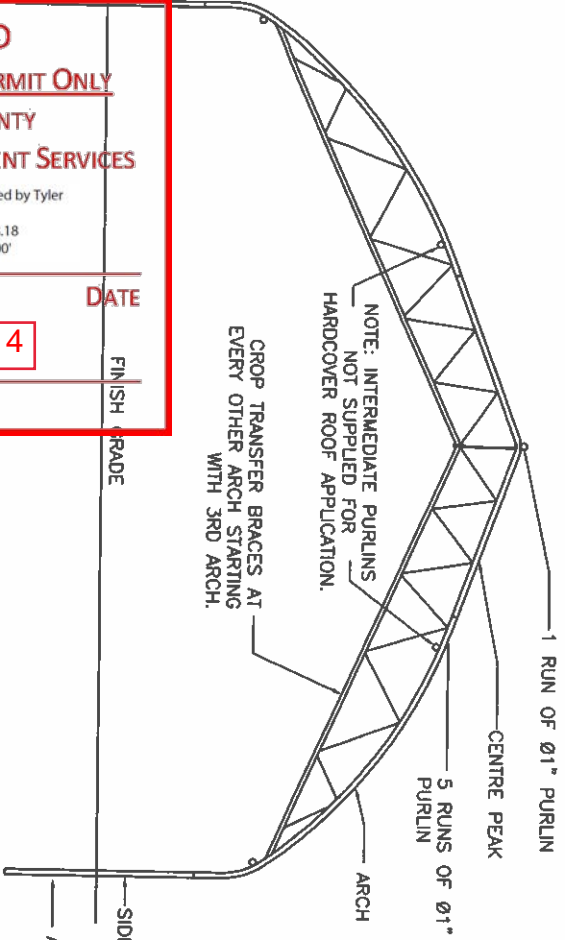 RMIT ONLY
NTY
ENT SERVICES
ed by Tyler
.18
00'
DATE
4
1 RUN OF Ø1" PURLIN
CENTRE PEAK
5 RUNS OF Ø1"
PURLIN
ARCH
NOTE: INTERMEDIATE PURLINS
NOT SUPPLIED FOR
HARDCOVER ROOF APPLICATION.
CROP TRANSFER BRACES AT
EVERY OTHER ARCH STARTING
WITH 3RD ARCH.
FINISH GRADE
SIDE